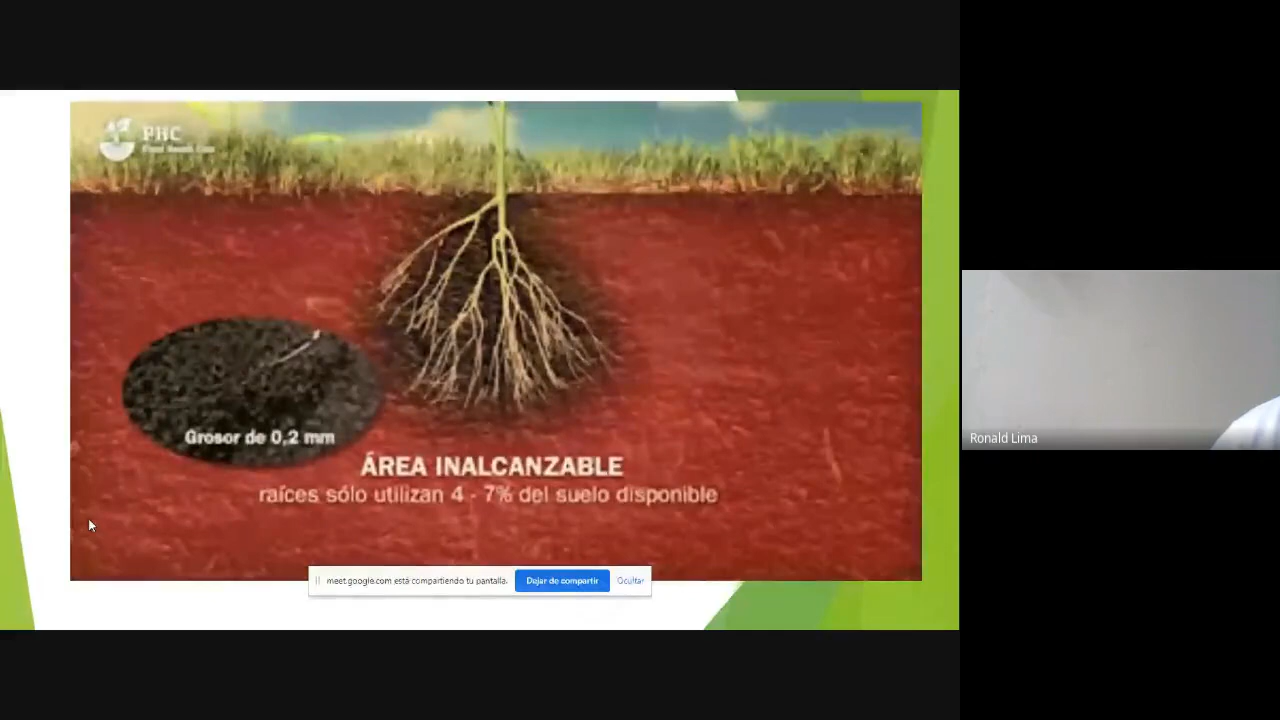 PHC
Grosor de 0,2 mm
ÁREA INALCANZABLE
raíces sólo utilizan 4 - 7% del suelo disponible
meet.google.com está compartiendo tu pantalla.
Dejar de compartir
Ocultar
Ronald Lima